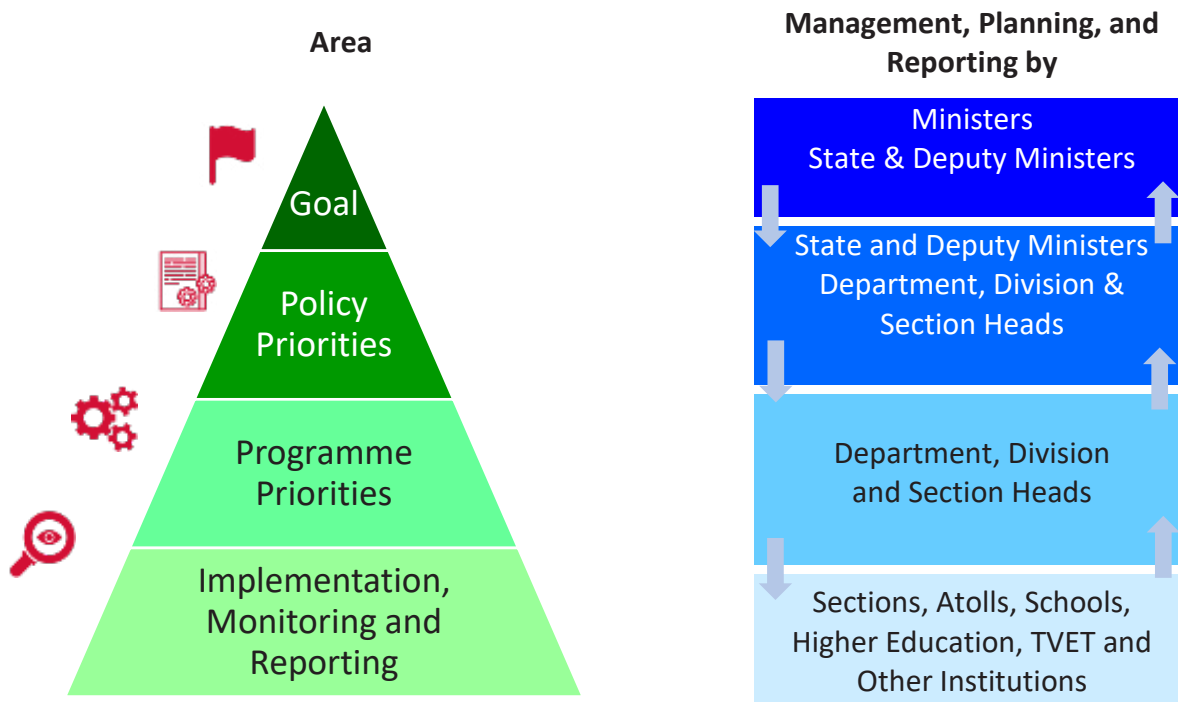 Area
Goal
Policy
Priorities
Programme
Priorities
Implementation,
Monitoring and
Reporting
Management, Planning, and
Reporting by
Ministers
State & Deputy Ministers
State and Deputy Ministers
Department, Division &
Section Heads
Department, Division
and Section Heads
Sections, Atolls, Schools,
Higher Education, TVET and
Other Institutions